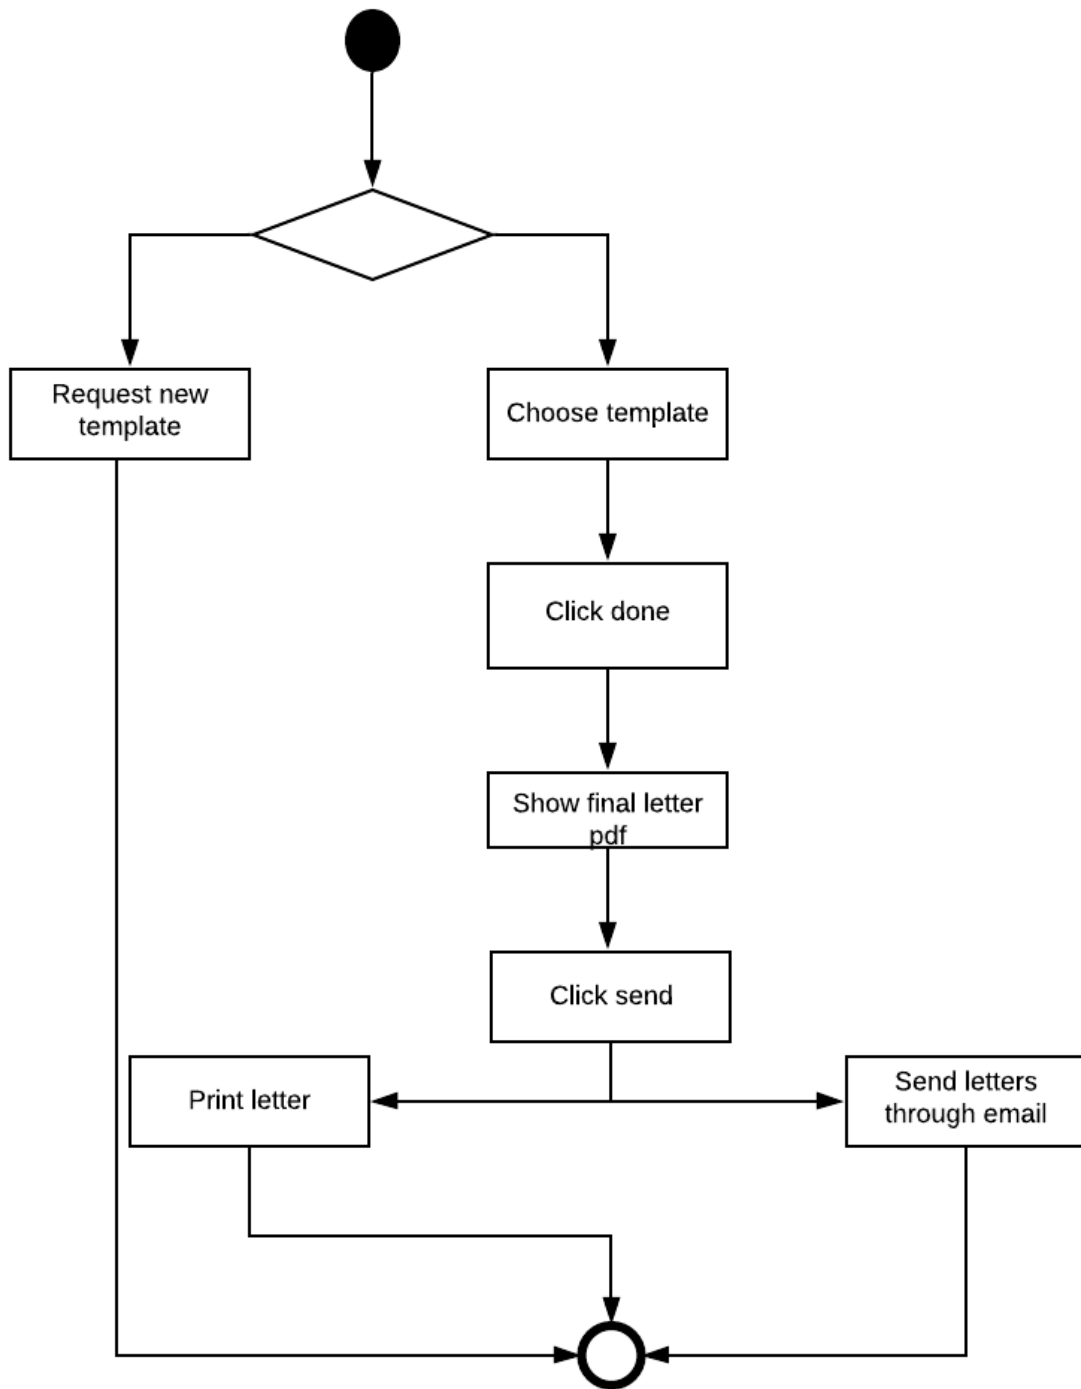 Request new
template
Choose template
Click done
Show final letter
pdf
Click send
Print letter
Send letters
through email